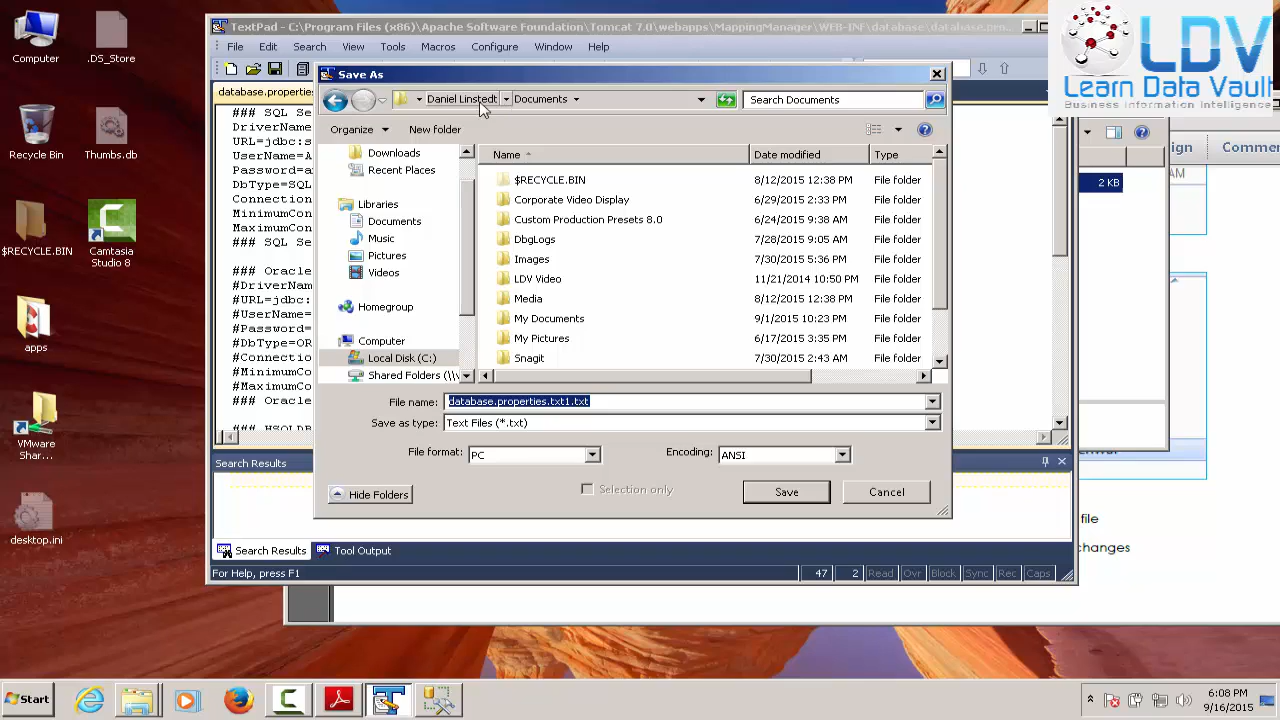 TextPad - C:\Program Files (x86)\Apache Software Foundation\Tomcat 7.0\webapps\MappingManager\WEB-INF\database\database.pro...
File Edit Search View Tools Macros Configure Window Help
LDV
Learn Data Vault
Business Intelligence Information
Computer
.DS_Store
Recycle Bin
Thumbs.db
$RECYCLE.BIN
Camtasia
Studio 8
apps
VMware
Shar...
desktop.ini
database.properties
### SQL Se
DriverName
URL=jdbc:s
UserName=A
Password=a
DbType=SQL
Connection
MinimumCon
MaximumCon
### SQL Se
### Oracle
#DriverNam
#URL=jdbc:
#UserName=
#Password=
#DbType=OR
#Connectio
#MinimumCo
#MaximumCo
### Oracle
Save As
Daniel Linstedt Documents
Search Documents
Organize New folder
Downloads
Recent Places
Libraries
Documents
Music
Pictures
Videos
Homegroup
Computer
Local Disk (C:)
Shared Folders (\\v
Name Date modified Type
$RECYCLE.BIN 8/12/2015 12:38 PM File folder
Corporate Video Display 6/29/2015 2:33 PM File folder
Custom Production Presets 8.0 6/24/2015 9:38 AM File folder
DbgLogs 7/28/2015 9:05 AM File folder
Images 7/30/2015 5:36 PM File folder
LDV Video 11/21/2014 10:50 PM File folder
Media 8/12/2015 12:38 PM File folder
My Documents 9/1/2015 10:23 PM File folder
My Pictures 6/17/2015 3:35 PM File folder
Snagit 7/30/2015 2:43 AM File folder
File name: database.properties.txt1.txt
Save as type: Text Files (*.txt)
File format: PC Encoding: ANSI
Selection only
Hide Folders Save Cancel
ign Commer
AM
2 KB
file
changes
Search Results
Search Results Tool Output
For Help, press F1 47 2 Read Ovr Block Sync Rec Caps
Start
6:08 PM
9/16/2015